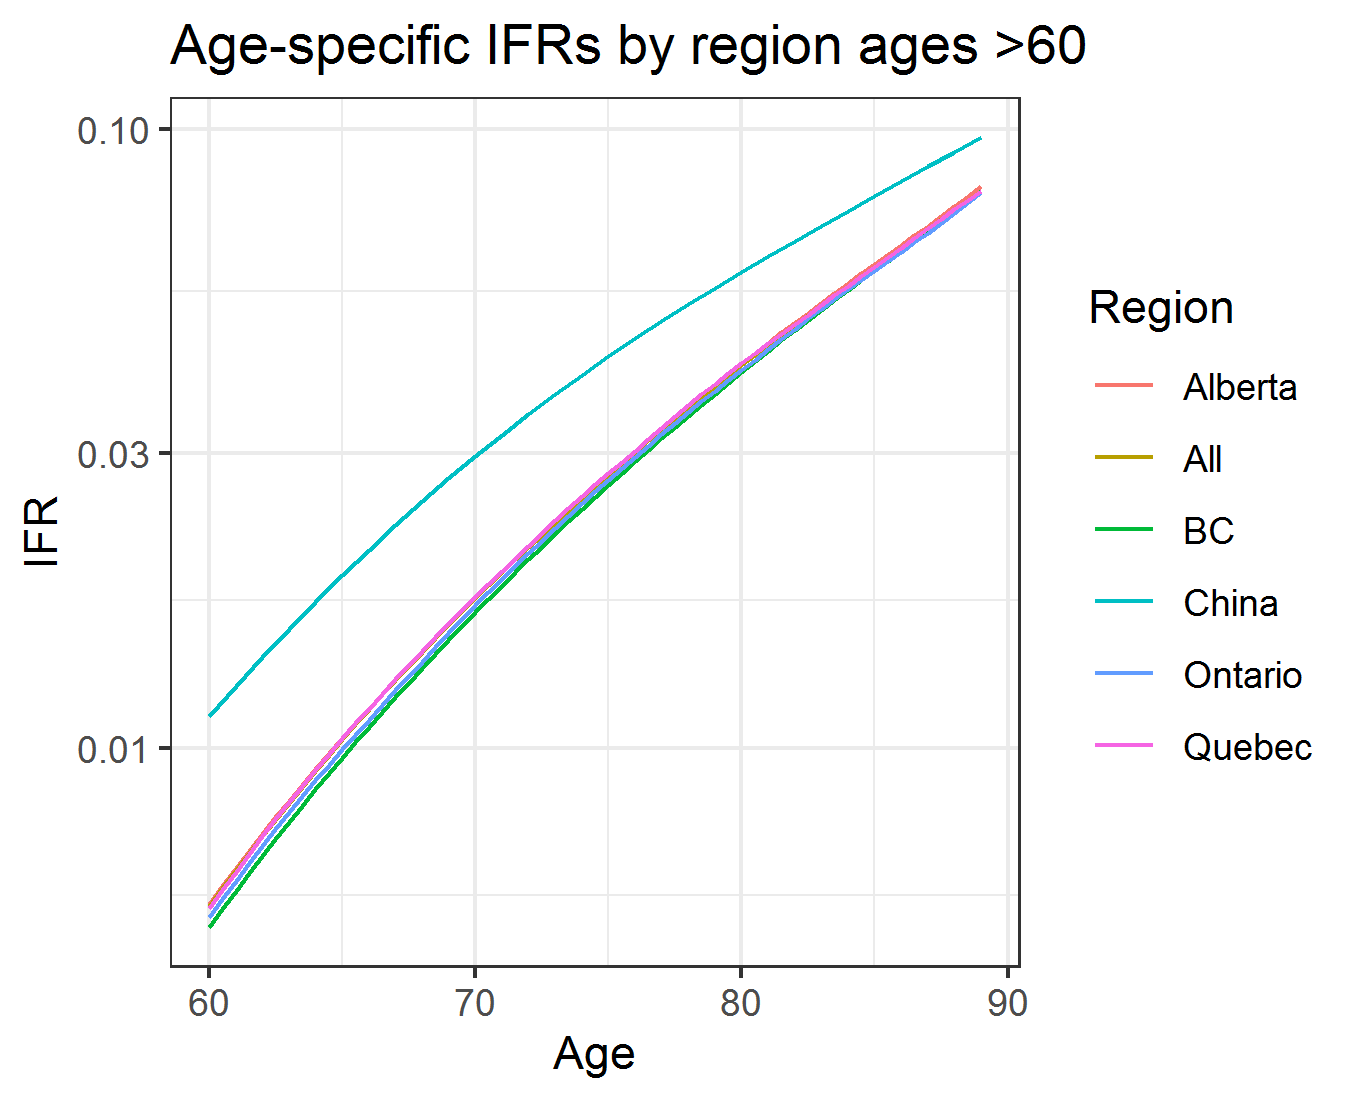 Age-specific IFRs by region ages >60
0.10
0.03
0.01
IFR
60 70 80 90
Age
Region
Alberta
All
BC
China
Ontario
Quebec